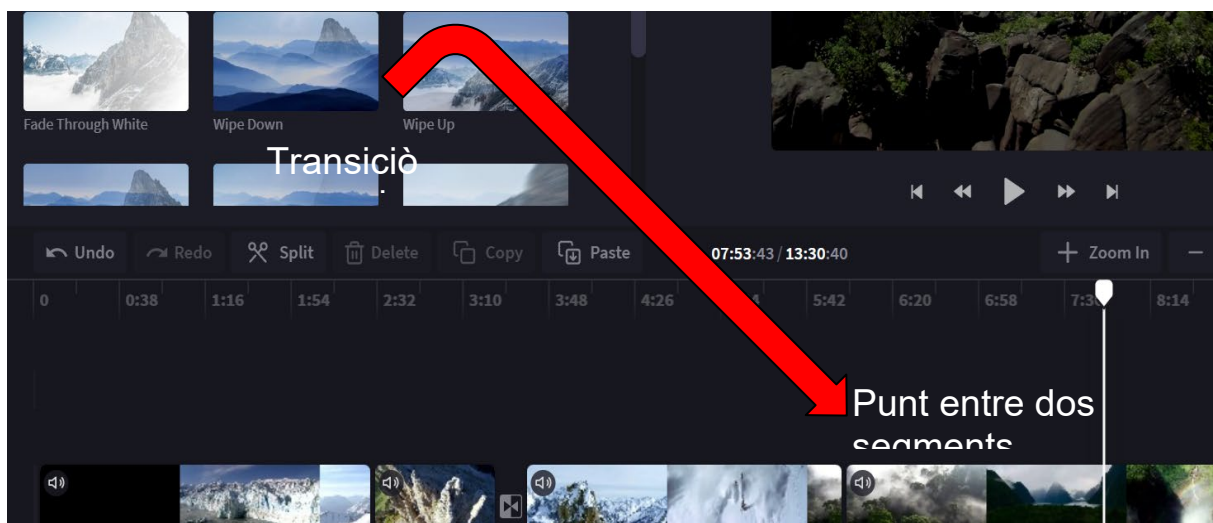 Fade Through White
Wipe Down
Wipe Up
Transiciò
Undo
Redo
Split
Delete
Copy
Paste
07:53:43 / 13:30:40
Zoom In
0 0:38 1:16 1:54 2:32 3:10 3:48 4:26 5:42 6:20 6:58 8:14
Punt entre dos
segments